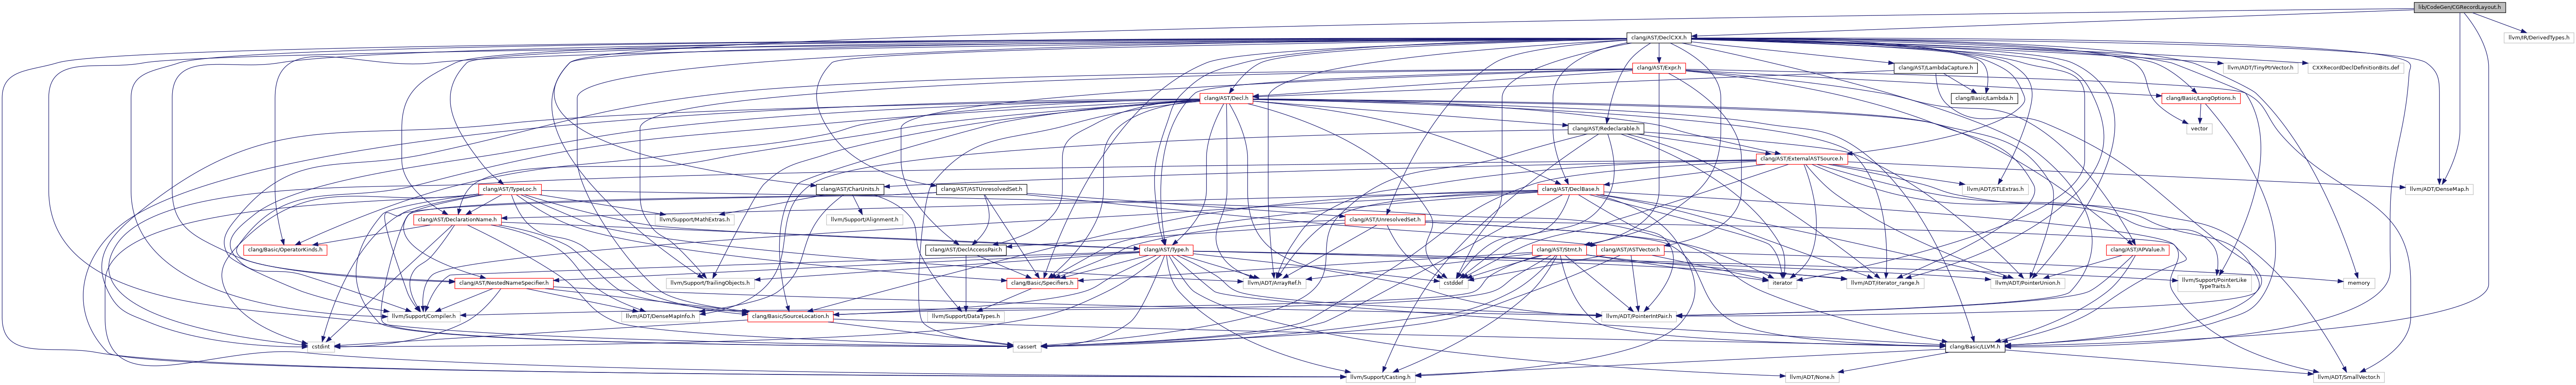 lib/CodeGen/CGRecordLayout.h
clang/AST/DeclCXX.h
llvm/IR/DerivedTypes.h
clang/AST/Expr.h
clang/AST/LambdaCapture.h
llvm/ADT/TinyPtrVector.h
CXXRecordDeclDefinitionBits.def
clang/AST/Decl.h
clang/Basic/Lambda.h
clang/Basic/LangOptions.h
clang/AST/Redeclarable.h
vector
clang/AST/ExternalASTSource.h
clang/AST/TypeLoc.h
clang/AST/CharUnits.h
clang/AST/ASTUnresolvedSet.h
clang/AST/DeclBase.h
llvm/ADT/STLExtras.h
llvm/ADT/DenseMap.h
clang/AST/DeclarationName.h
llvm/Support/MathExtras.h
llvm/Support/Alignment.h
clang/AST/UnresolvedSet.h
clang/Basic/OperatorKinds.h
clang/AST/DeclAccessPair.h
clang/AST/Type.h
clang/AST/Stmt.h
clang/AST/ASTVector.h
clang/AST/APValue.h
clang/AST/NestedNameSpecifier.h
llvm/Support/TrailingObjects.h
clang/Basic/Specifiers.h
llvm/ADT/ArrayRef.h
cstddef
iterator
llvm/ADT/iterator_range.h
llvm/ADT/PointerUnion.h
llvm/Support/PointerLike
TypeTraits.h
memory
llvm/Support/Compiler.h
llvm/ADT/DenseMapInfo.h
clang/Basic/SourceLocation.h
llvm/Support/DataTypes.h
llvm/ADT/PointerIntPair.h
cstdint
cassert
clang/Basic/LLVM.h
llvm/Support/Casting.h
llvm/ADT/None.h
llvm/ADT/SmallVector.h